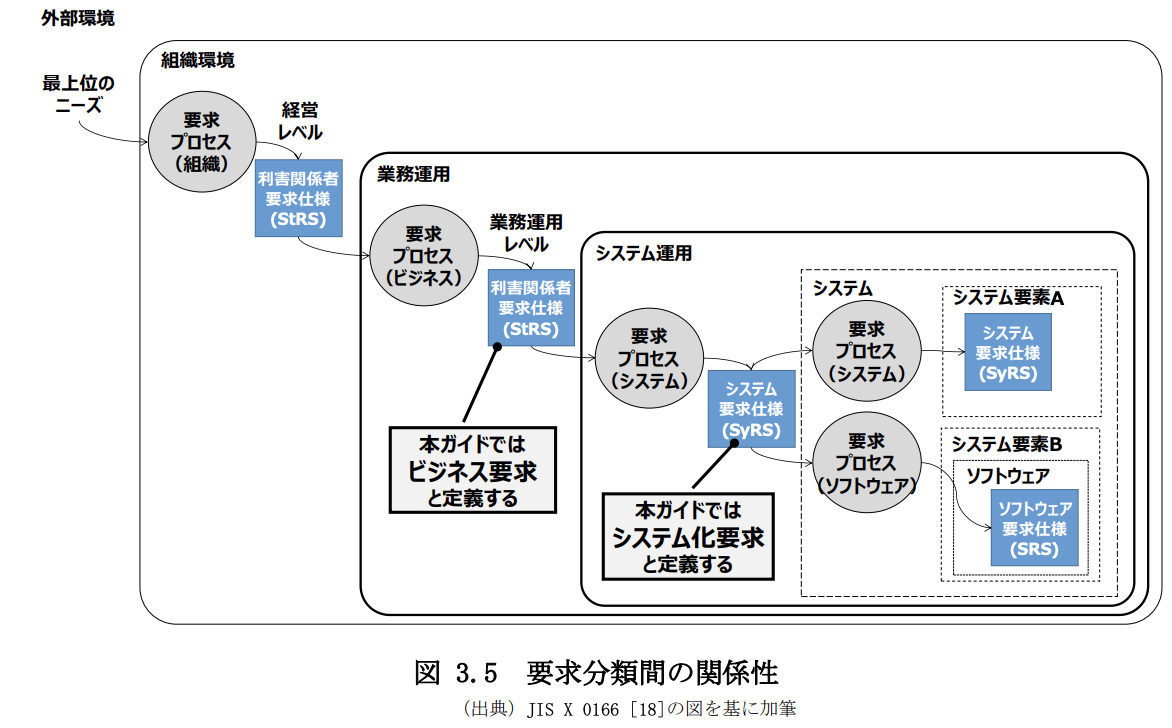 外部環境
組織環境
最上位の
ニーズ
要求
プロセス
（組織）
経営
レベル
利害関係者
要求仕様
(StRS)
業務運用
要求
プロセス
（ビジネス）
業務運用
レベル
利害関係者
要求仕様
(StRS)
本ガイドでは
ビジネス要求
と定義する
システム運用
要求
プロセス
（システム）
システム
要求仕様
(SyRS)
本ガイドでは
システム化要求
と定義する
システム
要求
プロセス
（システム）
システム要素A
システム
要求仕様
(SyRS)
要求
プロセス
（ソフトウェア）
システム要素B
ソフトウェア
ソフトウェア
要求仕様
(SRS)
図 3.5　要求分類間の関係性
（出典）JIS X 0166 [18]の図を基に加筆